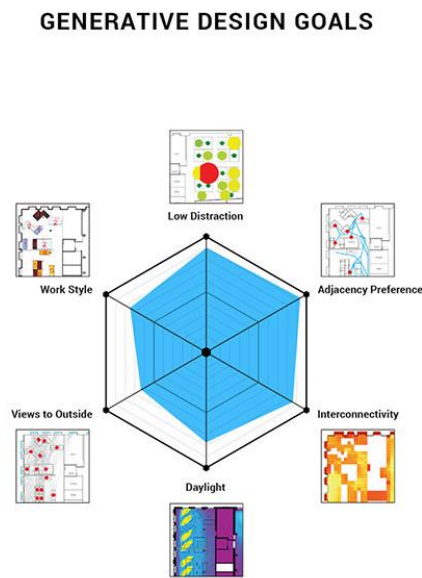 GENERATIVE DESIGN GOALS
Low Distraction
Work Style
Adjacency Preference
Views to Outside
Interconnectivity
Daylight